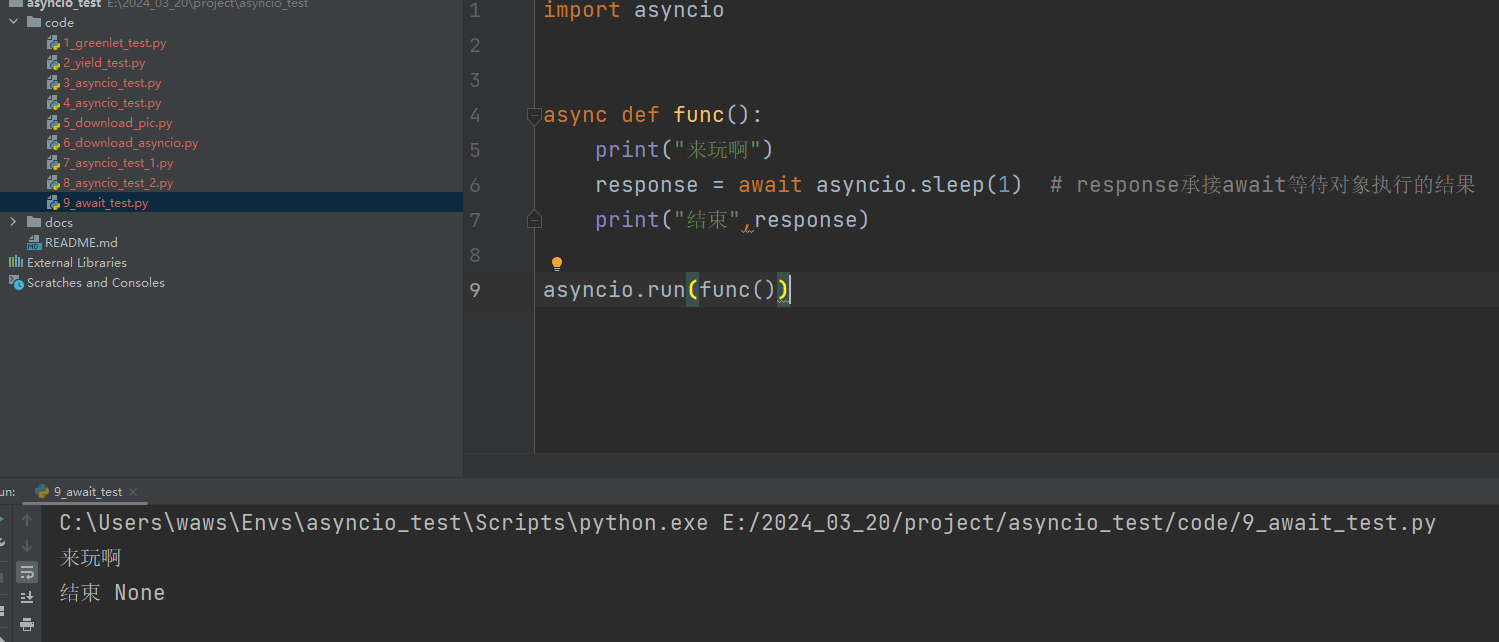 asyncio_test E:\2024_03_20\project\asyncio_test
code
1_greenlet_test.py
2_yield_test.py
3_asyncio_test.py
4_asyncio_test.py
5_download_pic.py
6_download_asyncio.py
7_asyncio_test_1.py
8_asyncio_test_2.py
9_await_test.py
docs
README.md
External Libraries
Scratches and Consoles
1 import asyncio
2
3
4 async def func():
5 print("来玩啊")
6 response = await asyncio.sleep(1)  # response承接await等待对象执行的结果
7 print("结束",response)
8
9 asyncio.run(func())
un: 9_await_test
C:\Users\waws\Envs\asyncio_test\Scripts\python.exe E:/2024_03_20/project/asyncio_test/code/9_await_test.py
来玩啊
结束 None